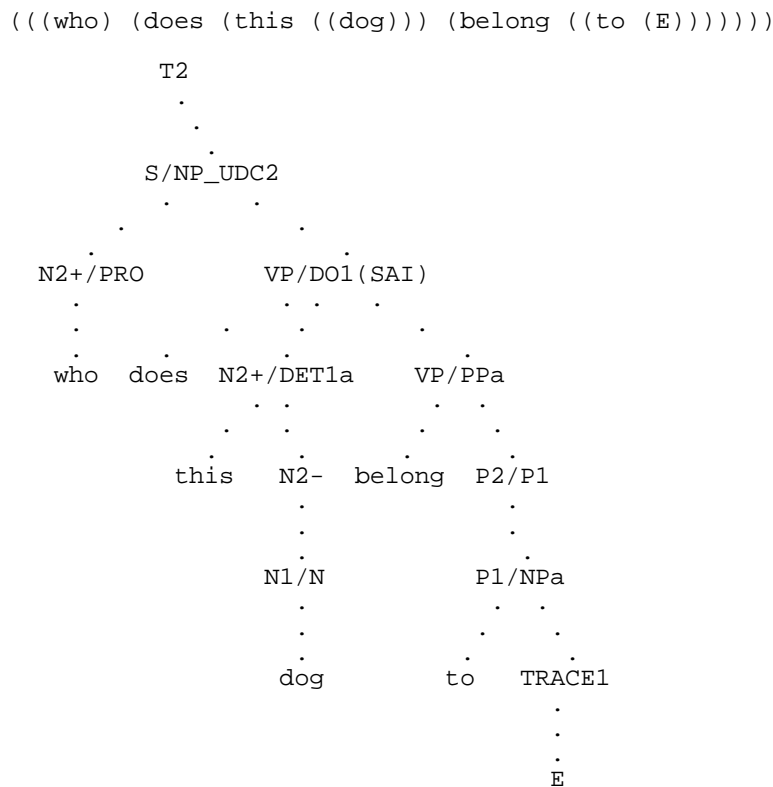 (((who) (does (this ((dog))) (belong ((to (E)))))))
T2
S/NP_UDC2
N2+/PRO VP/DO1(SAI)
who does N2+/DET1a VP/PPa
this N2- belong P2/P1
N1/N P1/NPa
dog to TRACE1
E